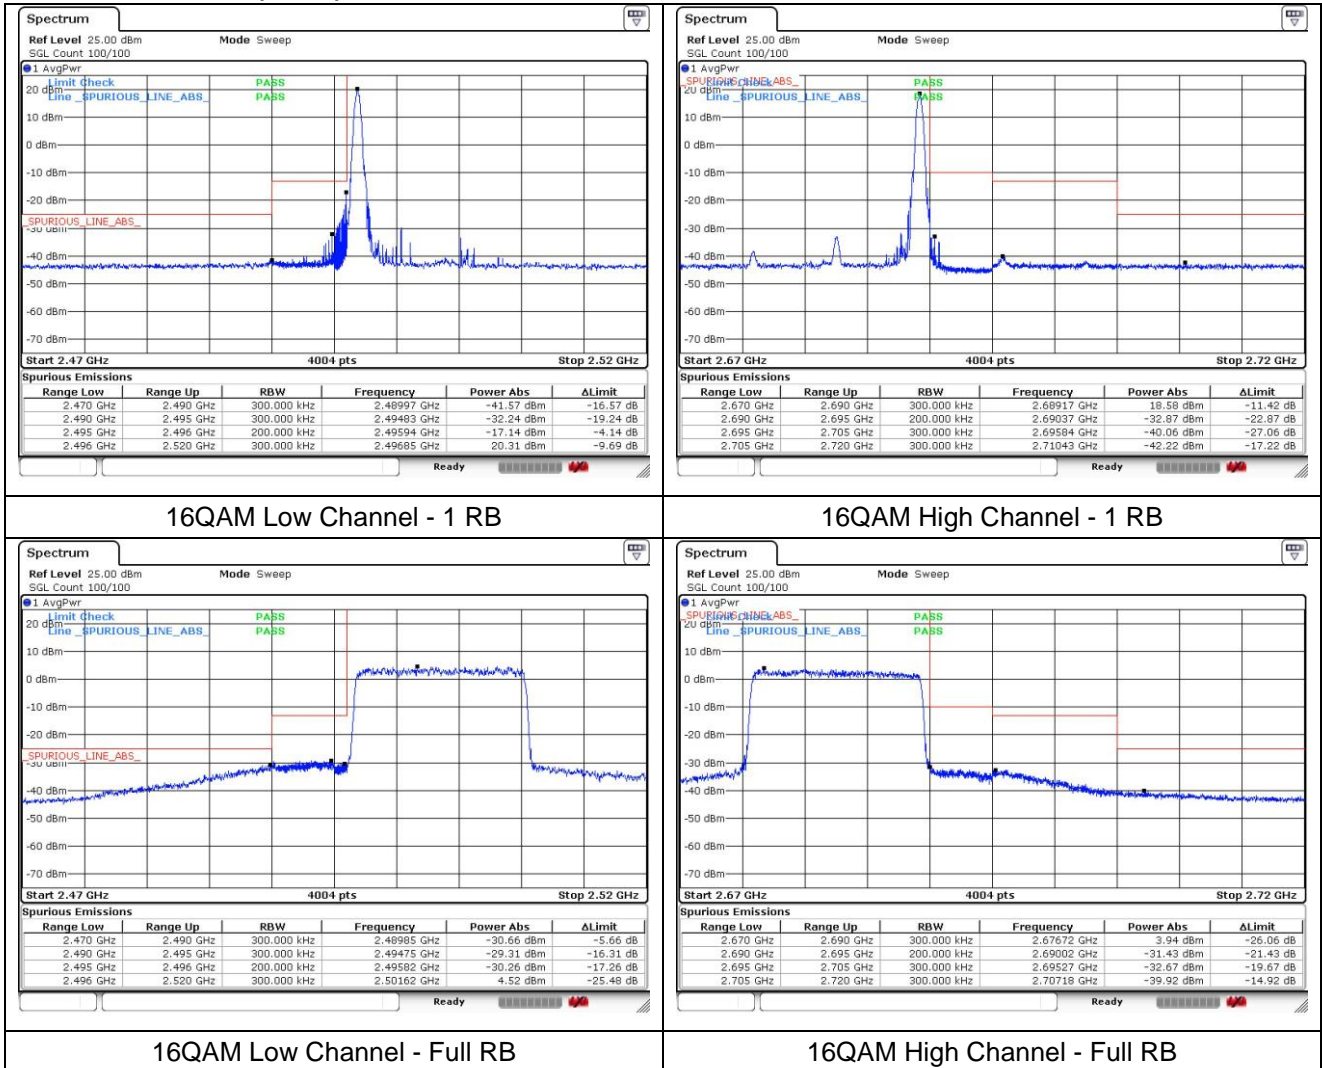 Spectrum
Ref Level 25.00 dBm Mode Sweep
SGL Count 100/100
1 AvgPwr
Limit Check PASS
Line _SPURIOUS_LINE_ABS_ PASS
20 dBm
10 dBm
0 dBm
-10 dBm
-20 dBm
_SPURIOUS_LINE_ABS_
-30 dBm
-40 dBm
-50 dBm
-60 dBm
-70 dBm
Start 2.47 GHz 4004 pts Stop 2.52 GHz
Spurious Emissions
Range Low Range Up RBW Frequency Power Abs ΔLimit
2.470 GHz 2.490 GHz 300.000 kHz 2.48997 GHz -41.57 dBm -16.57 dB
2.490 GHz 2.495 GHz 300.000 kHz 2.49483 GHz -32.24 dBm -19.24 dB
2.495 GHz 2.496 GHz 200.000 kHz 2.49594 GHz -17.14 dBm -4.14 dB
2.496 GHz 2.520 GHz 300.000 kHz 2.49685 GHz 20.31 dBm -9.69 dB
Ready
16QAM Low Channel - 1 RB
Spectrum
Ref Level 25.00 dBm Mode Sweep
SGL Count 100/100
1 AvgPwr
_SPURIOUS_LINE_ABS_
Limit Check PASS
Line _SPURIOUS_LINE_ABS_ PASS
20 dBm
10 dBm
0 dBm
-10 dBm
-20 dBm
-30 dBm
-40 dBm
-50 dBm
-60 dBm
-70 dBm
Start 2.67 GHz 4004 pts Stop 2.72 GHz
Spurious Emissions
Range Low Range Up RBW Frequency Power Abs ΔLimit
2.670 GHz 2.690 GHz 300.000 kHz 2.68917 GHz 18.58 dBm -11.42 dB
2.690 GHz 2.695 GHz 200.000 kHz 2.69037 GHz -32.87 dBm -22.87 dB
2.695 GHz 2.705 GHz 300.000 kHz 2.69584 GHz -40.06 dBm -27.06 dB
2.705 GHz 2.720 GHz 300.000 kHz 2.71043 GHz -42.22 dBm -17.22 dB
Ready
16QAM High Channel - 1 RB
Spectrum
Ref Level 25.00 dBm Mode Sweep
SGL Count 100/100
1 AvgPwr
Limit Check PASS
Line _SPURIOUS_LINE_ABS_ PASS
20 dBm
10 dBm
0 dBm
-10 dBm
-20 dBm
_SPURIOUS_LINE_ABS_
-30 dBm
-40 dBm
-50 dBm
-60 dBm
-70 dBm
Start 2.47 GHz 4004 pts Stop 2.52 GHz
Spurious Emissions
Range Low Range Up RBW Frequency Power Abs ΔLimit
2.470 GHz 2.490 GHz 300.000 kHz 2.48985 GHz -30.66 dBm -5.66 dB
2.490 GHz 2.495 GHz 300.000 kHz 2.49475 GHz -29.31 dBm -16.31 dB
2.495 GHz 2.496 GHz 200.000 kHz 2.49582 GHz -30.26 dBm -17.26 dB
2.496 GHz 2.520 GHz 300.000 kHz 2.50162 GHz 4.52 dBm -25.48 dB
Ready
16QAM Low Channel - Full RB
Spectrum
Ref Level 25.00 dBm Mode Sweep
SGL Count 100/100
1 AvgPwr
_SPURIOUS_LINE_ABS_
Limit Check PASS
Line _SPURIOUS_LINE_ABS_ PASS
20 dBm
10 dBm
0 dBm
-10 dBm
-20 dBm
-30 dBm
-40 dBm
-50 dBm
-60 dBm
-70 dBm
Start 2.67 GHz 4004 pts Stop 2.72 GHz
Spurious Emissions
Range Low Range Up RBW Frequency Power Abs ΔLimit
2.670 GHz 2.690 GHz 300.000 kHz 2.67672 GHz 3.94 dBm -26.06 dB
2.690 GHz 2.695 GHz 200.000 kHz 2.69002 GHz -31.43 dBm -21.43 dB
2.695 GHz 2.705 GHz 300.000 kHz 2.69527 GHz -32.67 dBm -19.67 dB
2.705 GHz 2.720 GHz 300.000 kHz 2.70718 GHz -39.92 dBm -14.92 dB
Ready
16QAM High Channel - Full RB